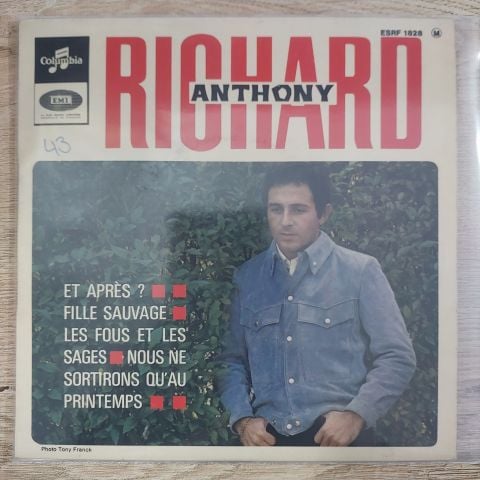 Columbia
EMI
ESRF 1828 M
RICHARD
ANTHONY
43
ET APRÈS ?
FILLE SAUVAGE
LES FOUS ET LES
SAGES ■ NOUS NE
SORTIRONS QU'AU
PRINTEMPS
Photo Tony Franck